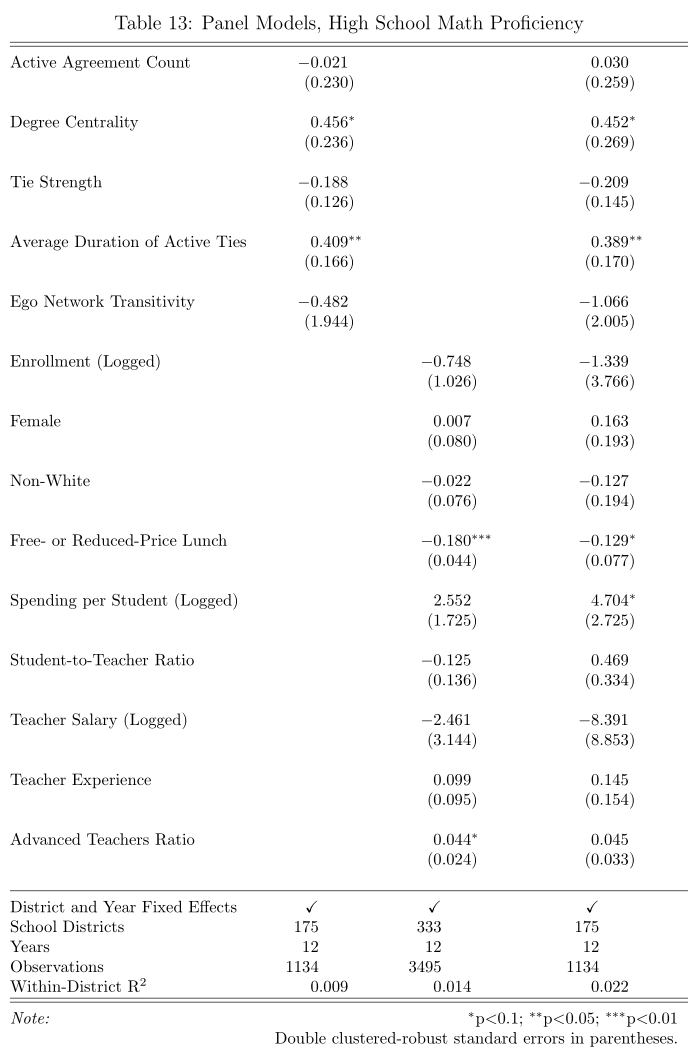 Table 13: Panel Models, High School Math Proficiency
Active Agreement Count −0.021 0.030
(0.230) (0.259)
Degree Centrality 0.456* 0.452*
(0.236) (0.269)
Tie Strength −0.188 −0.209
(0.126) (0.145)
Average Duration of Active Ties 0.409** 0.389**
(0.166) (0.170)
Ego Network Transitivity −0.482 −1.066
(1.944) (2.005)
Enrollment (Logged) −0.748 −1.339
(1.026) (3.766)
Female 0.007 0.163
(0.080) (0.193)
Non-White −0.022 −0.127
(0.076) (0.194)
Free- or Reduced-Price Lunch −0.180*** −0.129*
(0.044) (0.077)
Spending per Student (Logged) 2.552 4.704*
(1.725) (2.725)
Student-to-Teacher Ratio −0.125 0.469
(0.136) (0.334)
Teacher Salary (Logged) −2.461 −8.391
(3.144) (8.853)
Teacher Experience 0.099 0.145
(0.095) (0.154)
Advanced Teachers Ratio 0.044* 0.045
(0.024) (0.033)
District and Year Fixed Effects ✓ ✓ ✓
School Districts 175 333 175
Years 12 12 12
Observations 1134 3495 1134
Within-District R² 0.009 0.014 0.022
Note: *p<0.1; **p<0.05; ***p<0.01
Double clustered-robust standard errors in parentheses.